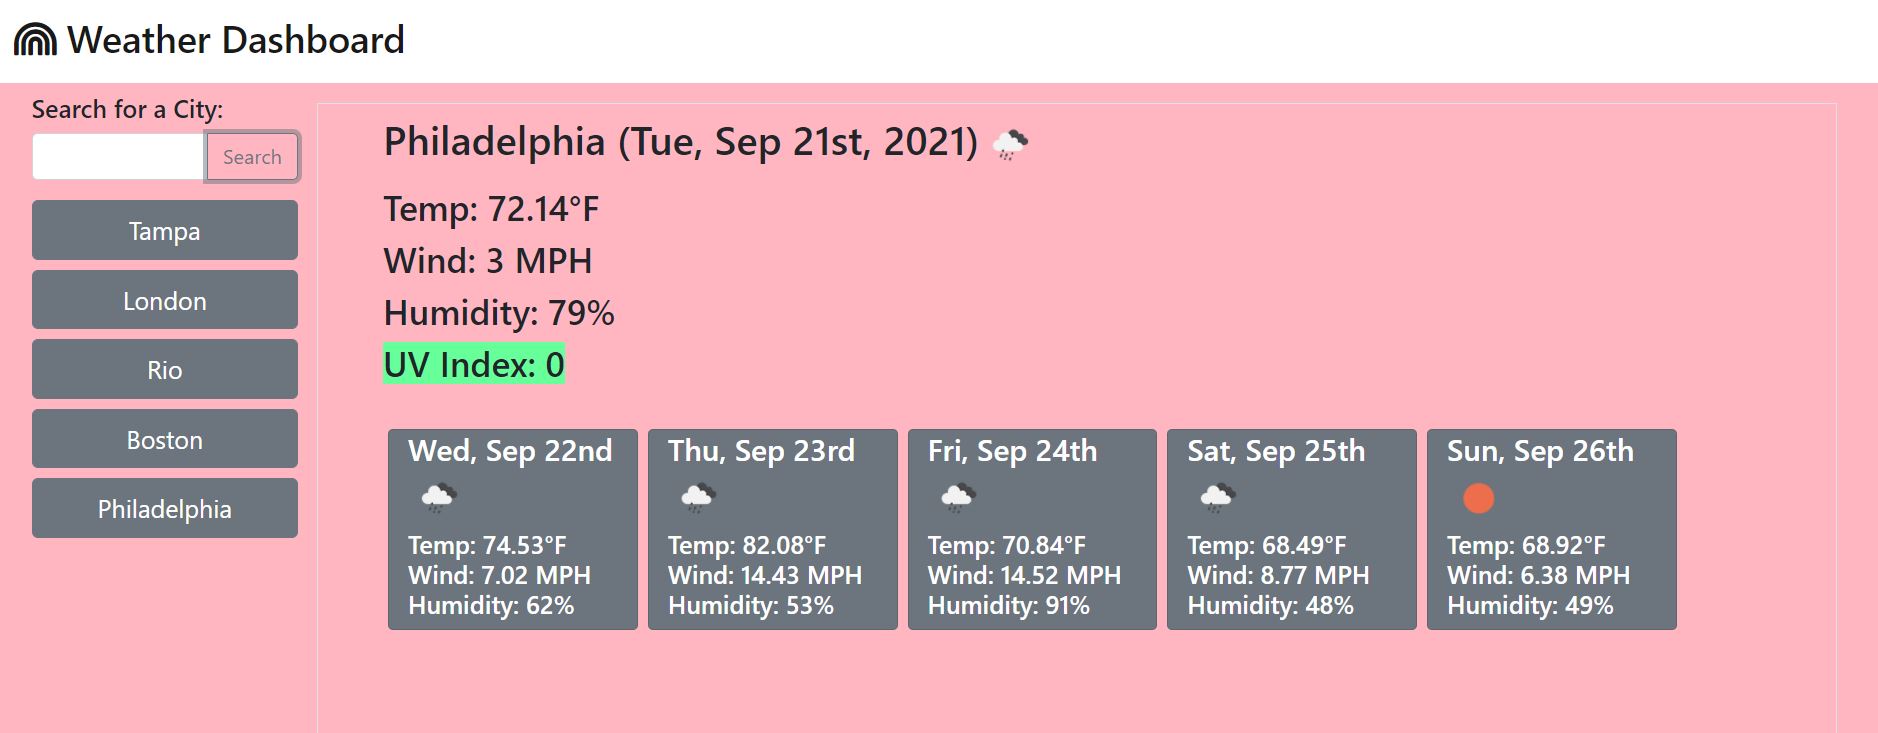 Weather Dashboard
Search for a City:
Search
Tampa
London
Rio
Boston
Philadelphia
Philadelphia (Tue, Sep 21st, 2021)
Temp: 72.14°F
Wind: 3 MPH
Humidity: 79%
UV Index: 0
Wed, Sep 22nd
Temp: 74.53°F
Wind: 7.02 MPH
Humidity: 62%
Thu, Sep 23rd
Temp: 82.08°F
Wind: 14.43 MPH
Humidity: 53%
Fri, Sep 24th
Temp: 70.84°F
Wind: 14.52 MPH
Humidity: 91%
Sat, Sep 25th
Temp: 68.49°F
Wind: 8.77 MPH
Humidity: 48%
Sun, Sep 26th
Temp: 68.92°F
Wind: 6.38 MPH
Humidity: 49%